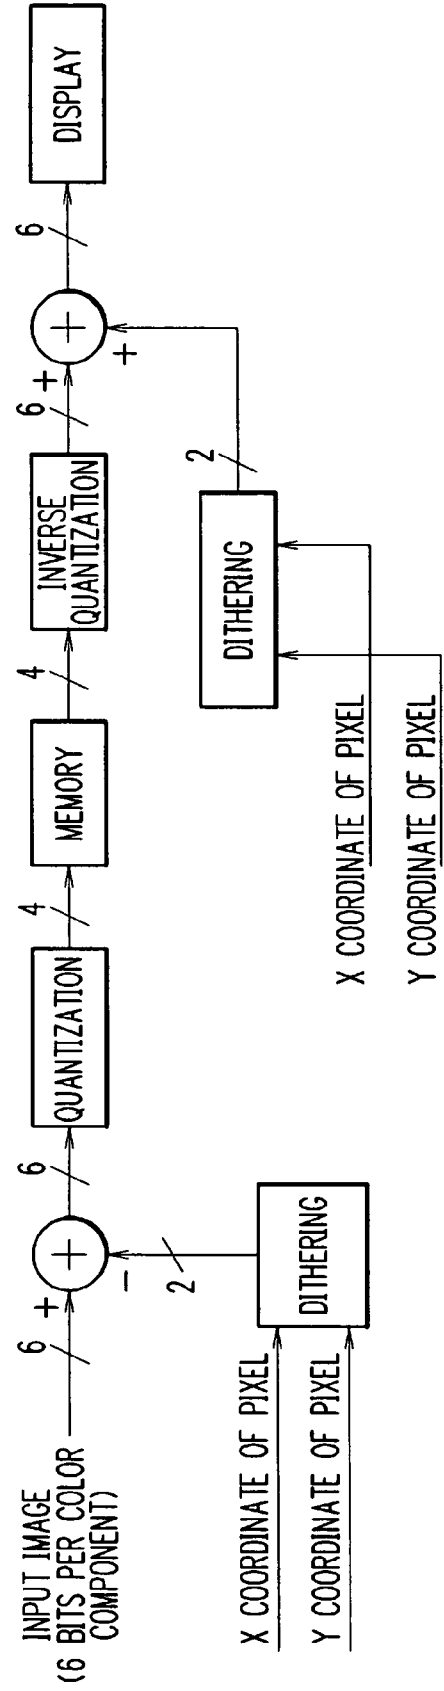 INPUT IMAGE
(6 BITS PER COLOR
COMPONENT)
6
+
-
2
DITHERING
X COORDINATE OF PIXEL
Y COORDINATE OF PIXEL
6
QUANTIZATION
4
MEMORY
4
INVERSE
QUANTIZATION
6
+
+
2
DITHERING
X COORDINATE OF PIXEL
Y COORDINATE OF PIXEL
6
DISPLAY